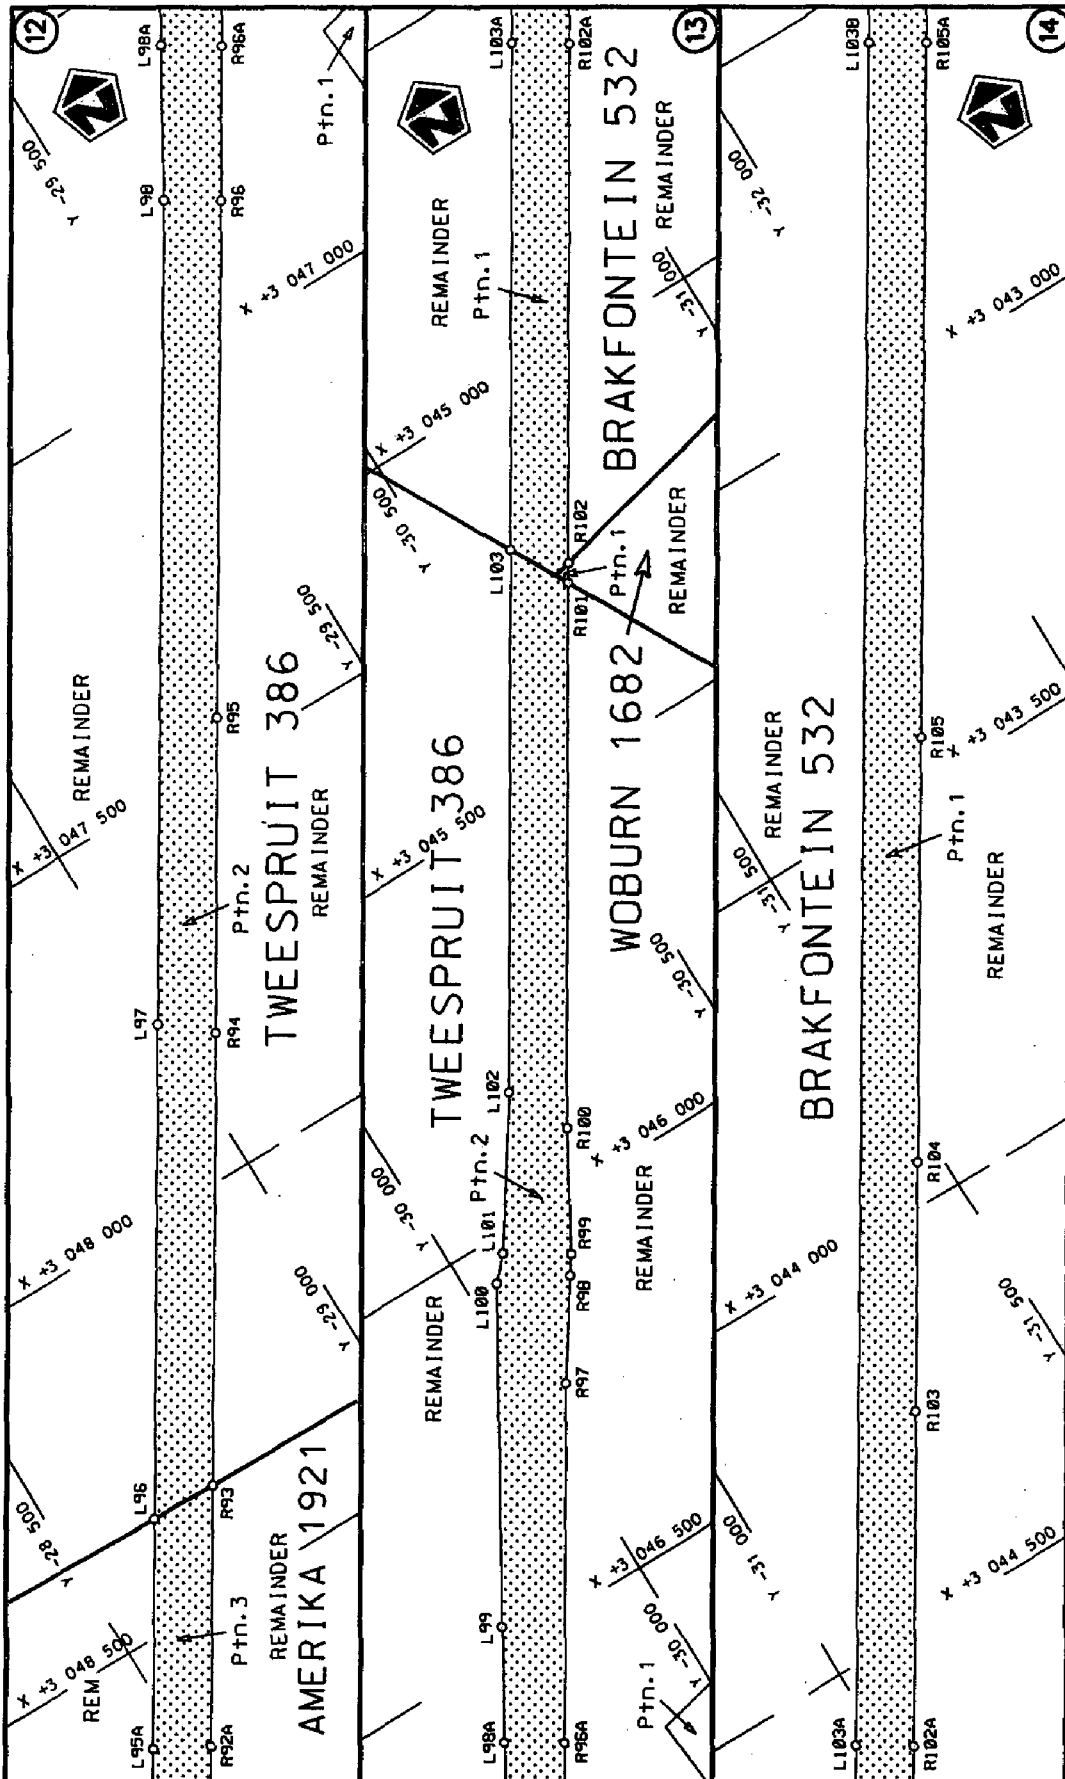 12
L98A
R96A
Y -29 500
L98
R96
Ptn.1
X +3 047 000
REMAINDER
X +3 047 500
R95
Y -29 500
TWEESPRUIT 386
REMAINDER
Ptn.2
L97
R94
X +3 048 000
Y -29 000
Y -28 500
L96
R93
AMERIKA 1921
REMAINDER
Ptn.3
X +3 048 500
REM
L95A
R92A
13
L103A
R102A
BRAKFONTEIN 532
REMAINDER
REMAINDER
Ptn.1
Y -31 000
X +3 045 000
Y -30 500
L103
R102
R101
Ptn.1
REMAINDER
WOBURN 1682
TWEESPRUIT 386
X +3 045 500
Y -30 500
L102
R100
X +3 046 000
Ptn.2
Y -30 000
L101
L100
R99
R98
REMAINDER
REMAINDER
R97
X +3 046 500
L99
Y -30 000
Ptn.1
L98A
R96A
14
L103B
R105A
Y -32 000
X +3 043 000
R105
X +3 043 500
REMAINDER
Y -31 500
BRAKFONTEIN 532
Ptn.1
REMAINDER
R104
X +3 044 000
Y -31 500
R103
Y -31 000
X +3 044 500
L103A
R102A